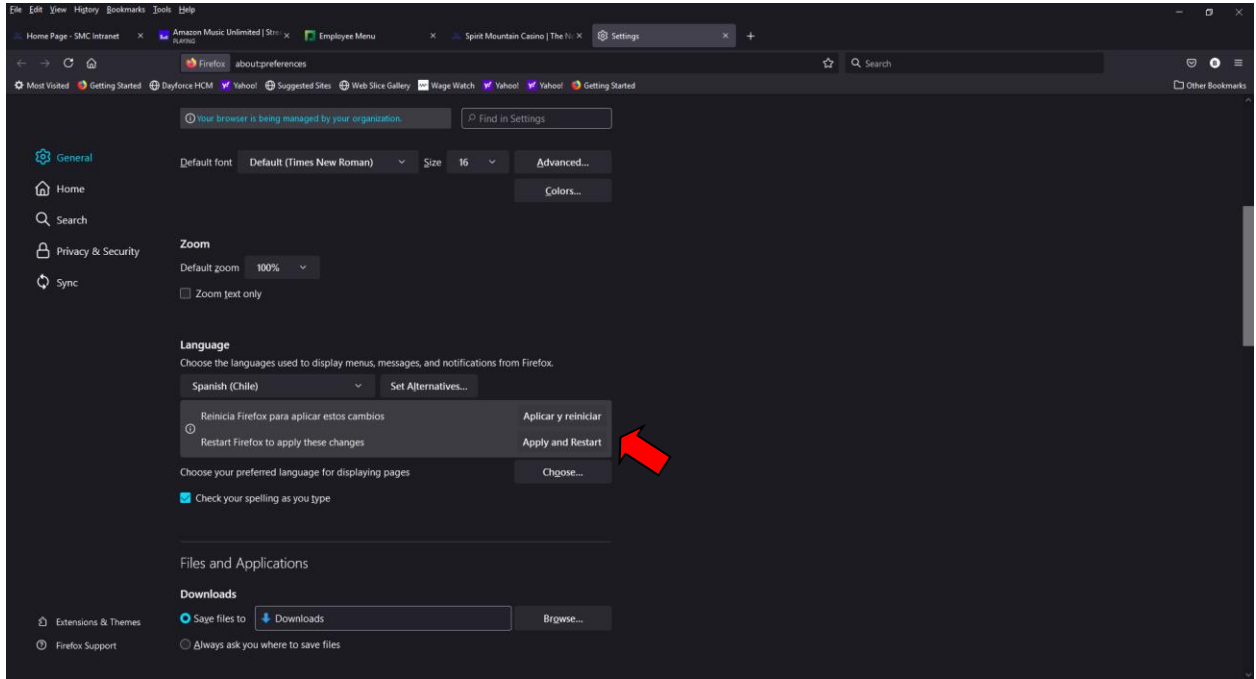 File Edit View History Bookmarks Tools Help
Home Page - SMC Intranet
Amazon Music Unlimited | Stre
PLAYING
Employee Menu
Spirit Mountain Casino | The No
Settings
Firefox about:preferences
Search
Most Visited Getting Started Dayforce HCM Yahoo! Suggested Sites Web Slice Gallery Wage Watch Yahoo! Yahoo! Getting Started Other Bookmarks
Your browser is being managed by your organization.
Find in Settings
General
Home
Search
Privacy & Security
Sync
Default font Default (Times New Roman) Size 16 Advanced...
Colors...
Zoom
Default zoom 100%
Zoom text only
Language
Choose the languages used to display menus, messages, and notifications from Firefox.
Spanish (Chile) Set Alternatives...
Reinicia Firefox para aplicar estos cambios Aplicar y reiniciar
Restart Firefox to apply these changes Apply and Restart
Choose your preferred language for displaying pages Choose...
Check your spelling as you type
Files and Applications
Downloads
Save files to Downloads Browse...
Always ask you where to save files
Extensions & Themes
Firefox Support